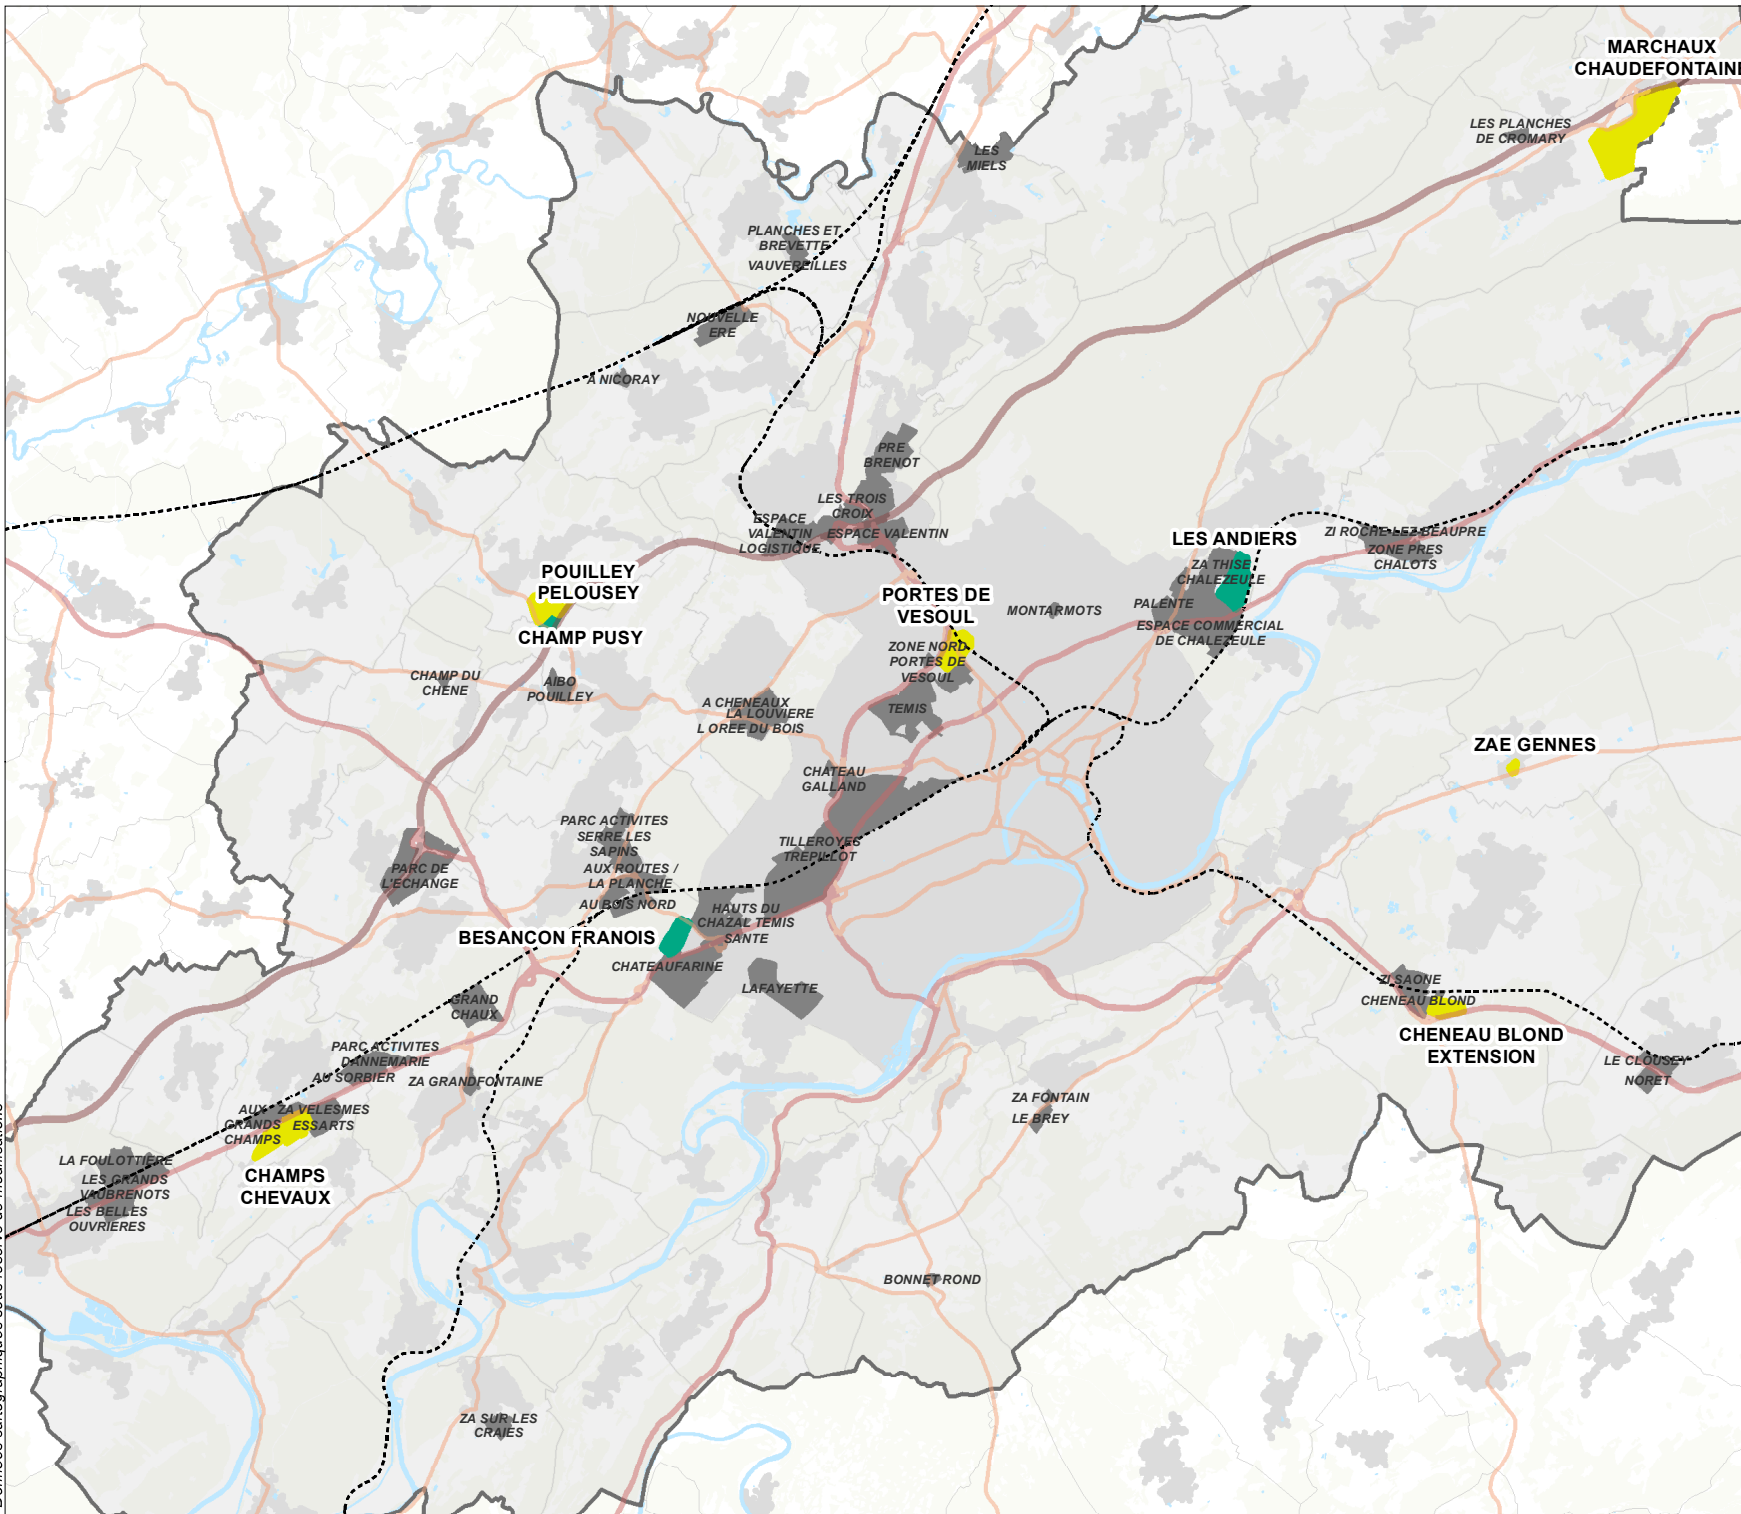 MARCHAUX
CHAUDEFONTAINE
LES PLANCHES
DE CROMARY
LES
MIELS
PLANCHES ET
BREVETTE
VAUVEREILLES
NOUVELLE
ERE
A NICORAY
PRE
BRENOT
LES TROIS
CROIX
ESPACE
VALENTIN
LOGISTIQUE
ESPACE VALENTIN
LES ANDIERS
ZI ROCHE-LEZ-BEAUPRE
ZONE PRES
CHALOTS
ZA THISE
CHALEZEULE
PALENTE
ESPACE COMMERCIAL
DE CHALEZEULE
POUILLEY
PELOUSEY
CHAMP PUSY
PORTES DE
VESOUL
MONTARMOTS
ZONE NORD
PORTES DE
VESOUL
TEMIS
CHAMP DU
CHENE
AIBO
POUILLEY
A CHENEAUX
LA LOUVIERE
L OREE DU BOIS
ZAE GENNES
CHATEAU
GALLAND
PARC ACTIVITES
SERRE LES
SAPINS
TILLEROYES
TREPILLOT
AUX ROUTES /
LA PLANCHE
AU BOIS NORD
PARC DE
L'ECHANGE
HAUTS DU
CHAZAL TEMIS
SANTE
BESANCON FRANOIS
CHATEAUFARINE
LAFAYETTE
GRAND
CHAUX
ZI SAONE
CHENEAU BLOND
CHENEAU BLOND
EXTENSION
LE CLOUSEY
NORET
PARC ACTIVITES
DANNEMARIE
AU SORBIER
ZA GRANDFONTAINE
ZA FONTAIN
LE BREY
AUX
GRANDS
CHAMPS
ZA VELESMES
ESSARTS
CHAMPS
CHEVAUX
LA FOULOTTIERE
LES GRANDS
VAUBRENOTS
LES BELLES
OUVRIERES
BONNET ROND
ZA SUR LES
CRAIES
Données cartographiques sous réserve de modifications